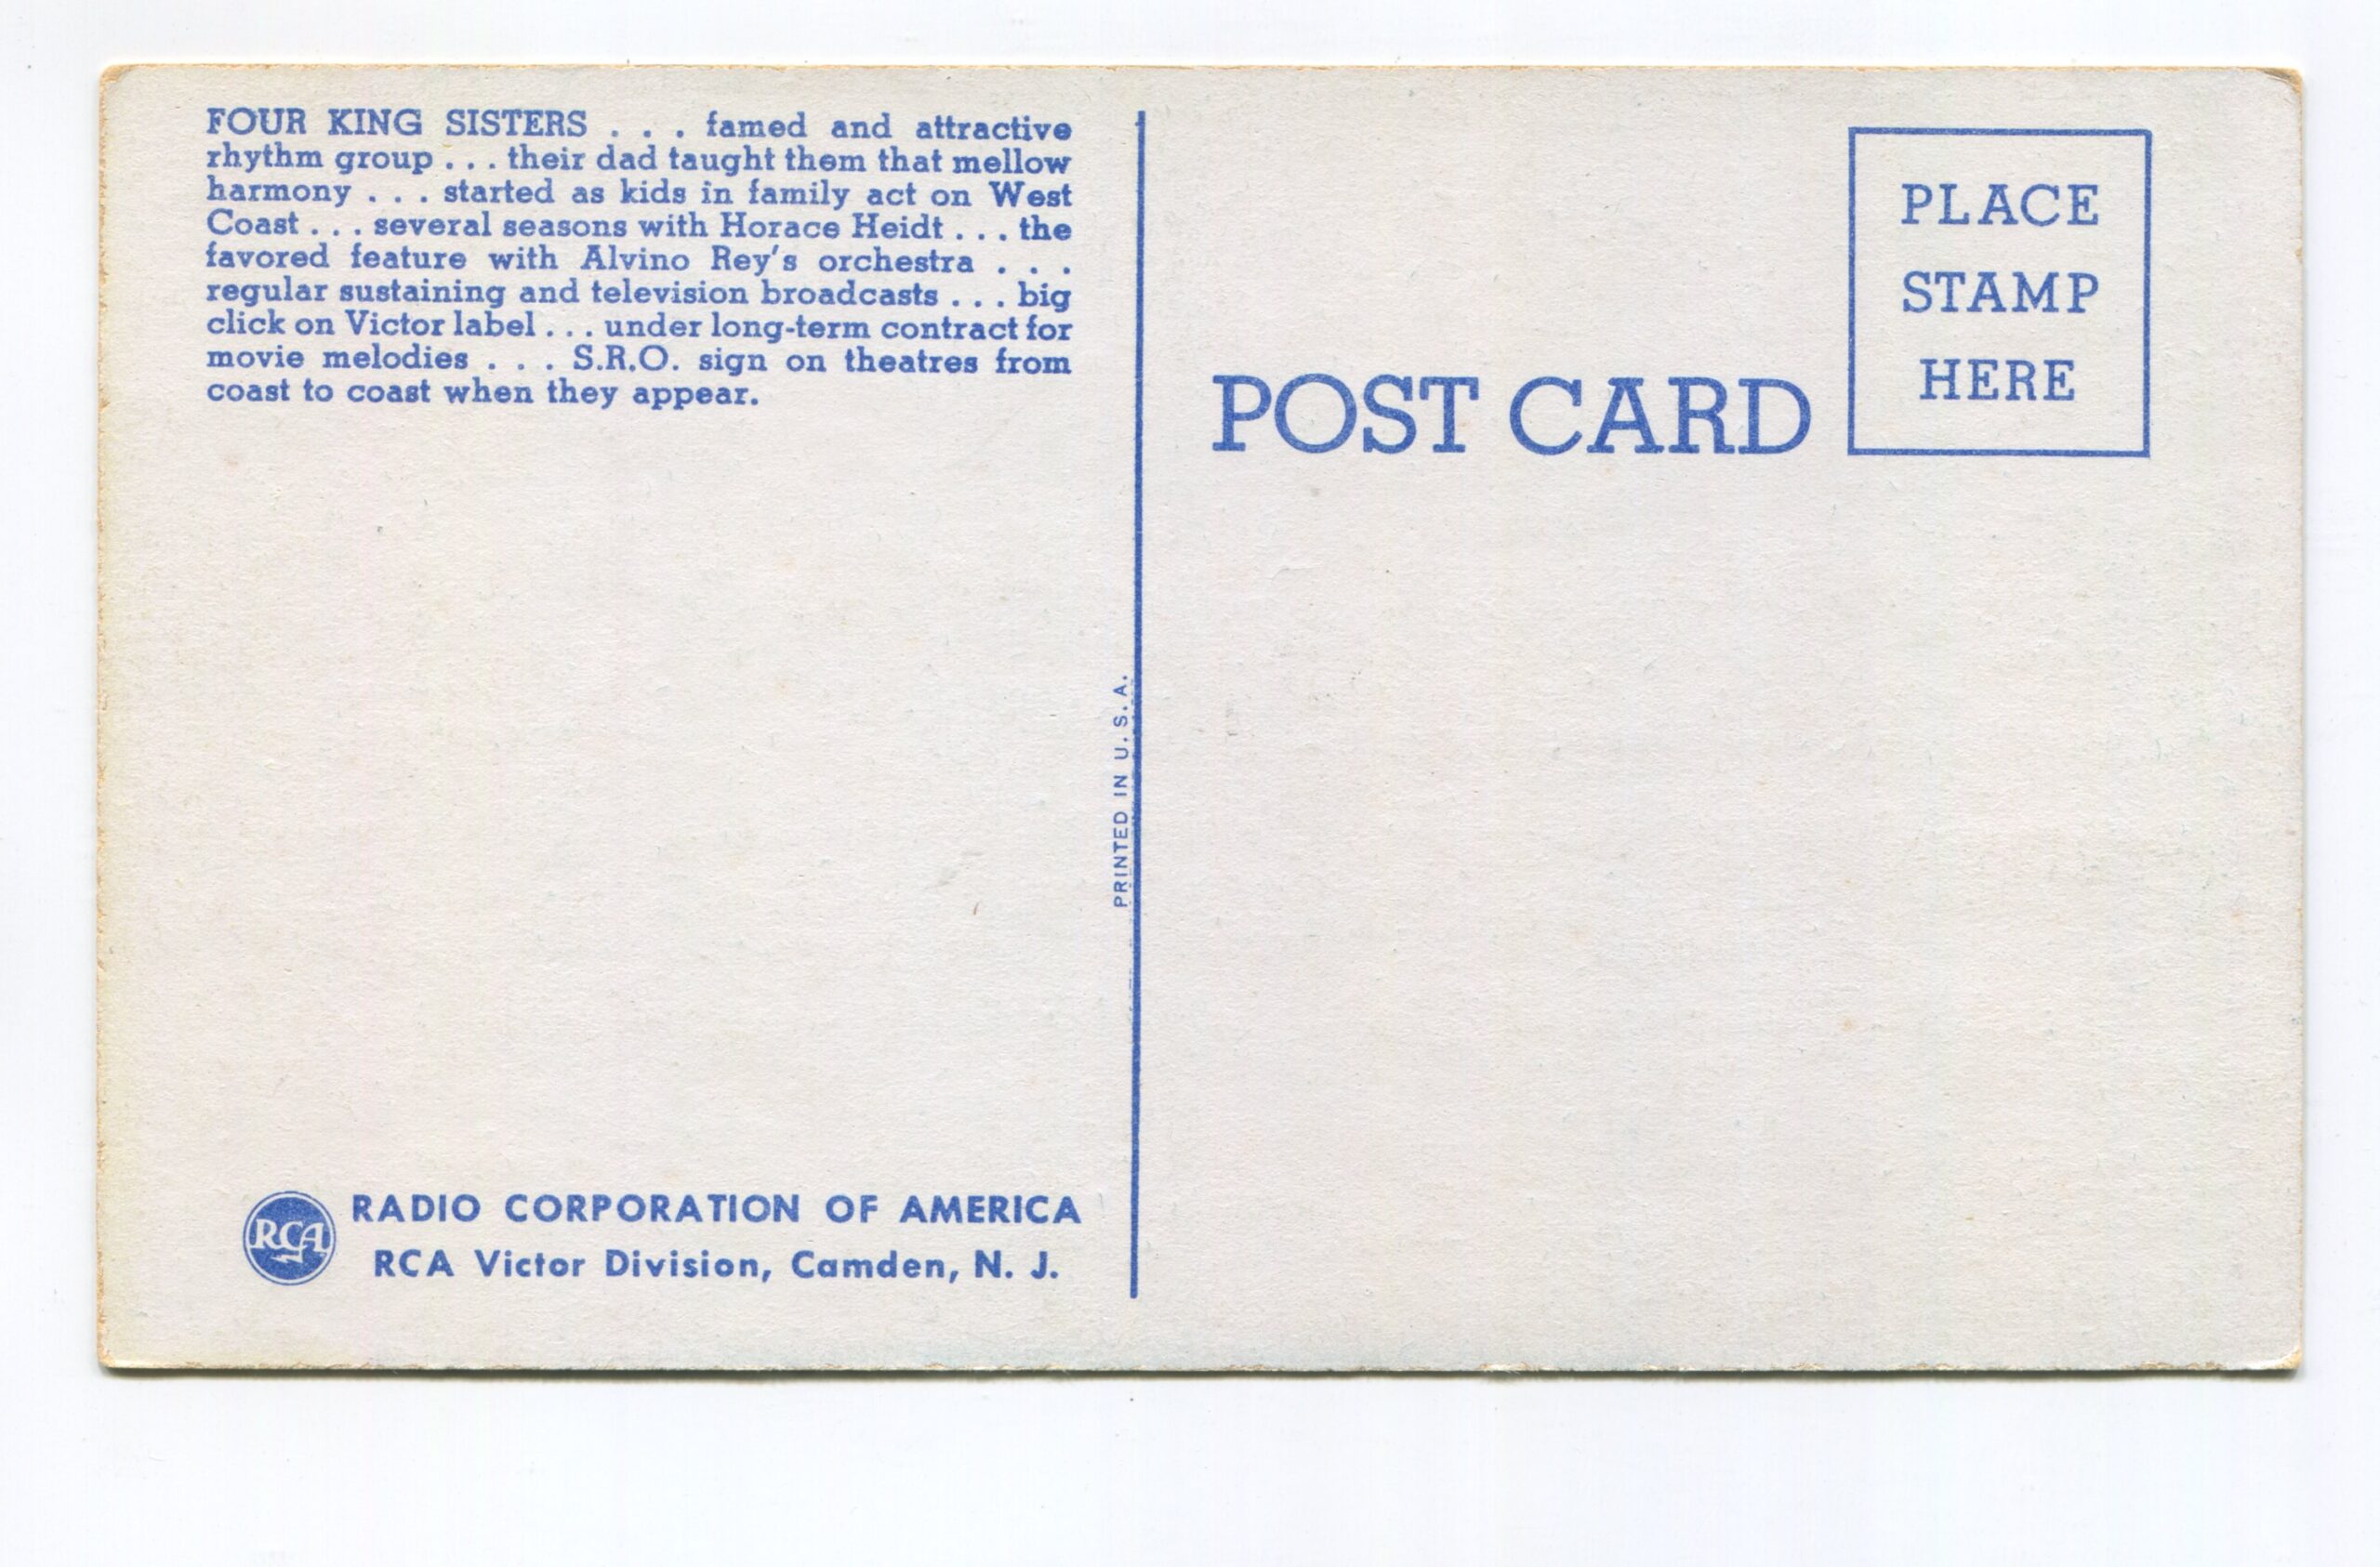 FOUR KING SISTERS . . . famed and attractive
rhythm group . . . their dad taught them that mellow
harmony . . . started as kids in family act on West
Coast . . . several seasons with Horace Heidt . . . the
favored feature with Alvino Rey's orchestra . . .
regular sustaining and television broadcasts . . . big
click on Victor label . . . under long-term contract for
movie melodies . . . S.R.O. sign on theatres from
coast to coast when they appear.
RCA
RADIO CORPORATION OF AMERICA
RCA Victor Division, Camden, N. J.
PRINTED IN U. S. A.
POST CARD
PLACE
STAMP
HERE